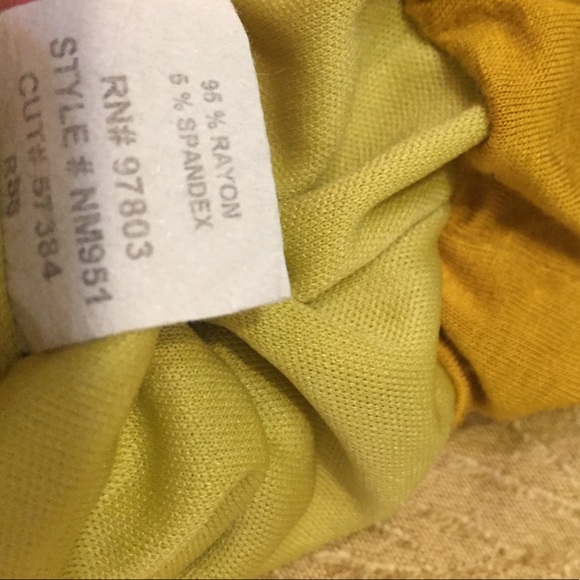 95 % RAYON
5 % SPANDEX
RN# 97803
STYLE # NM951
CUT# 57384